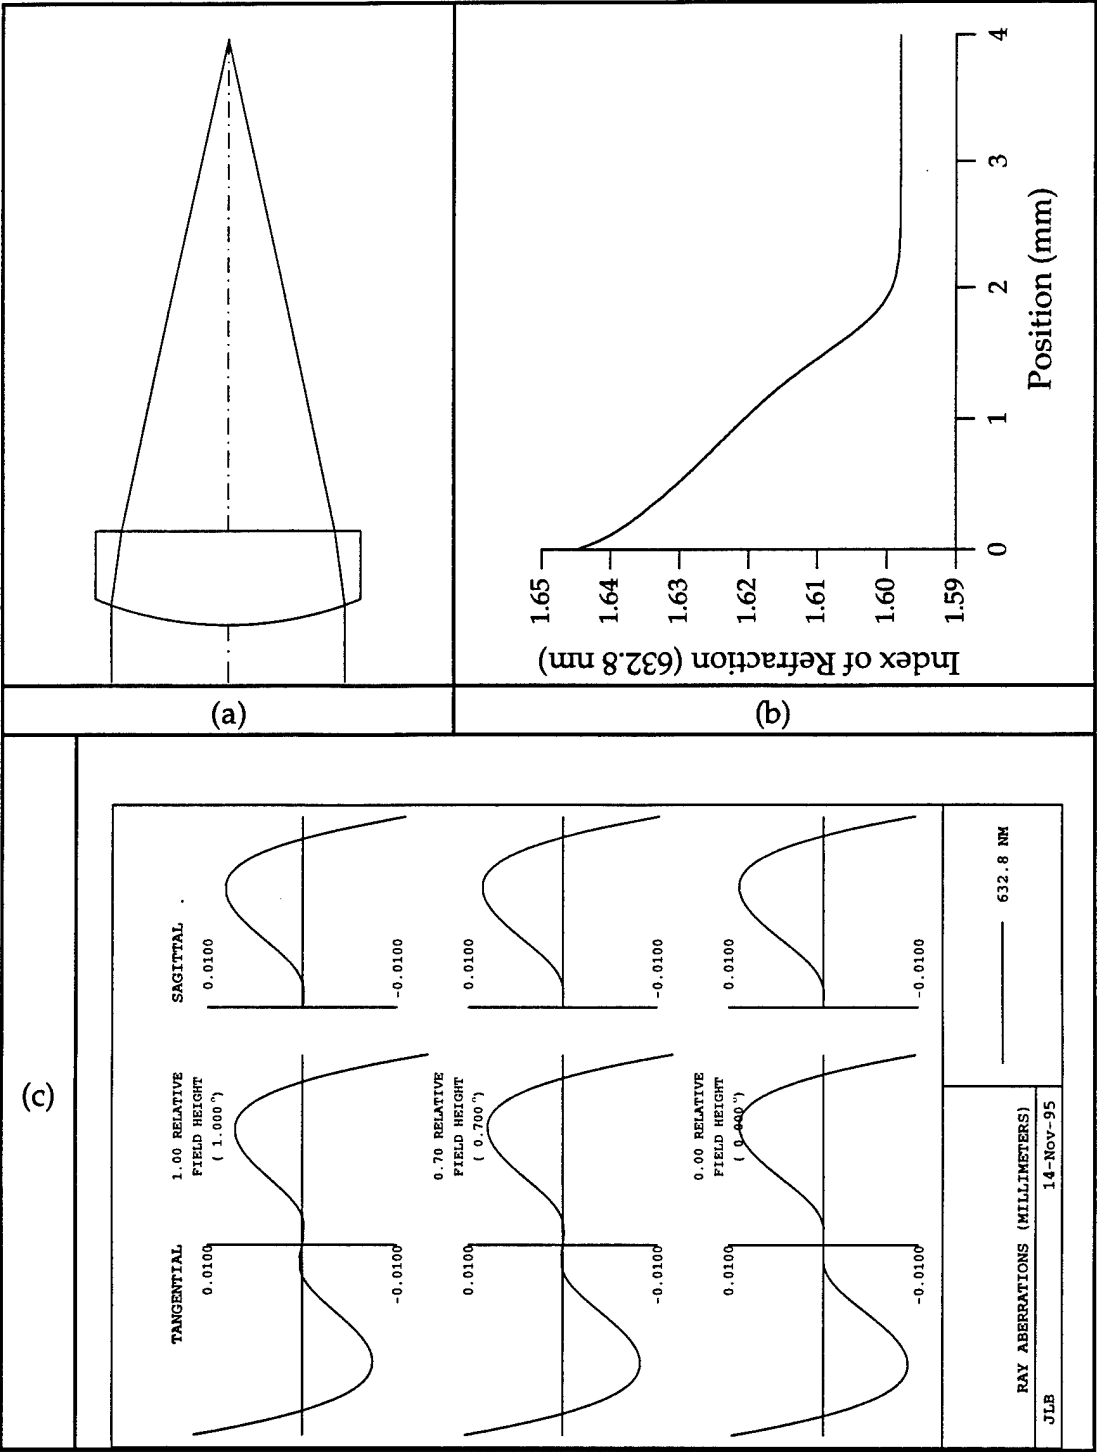 (a)
(b)
Index of Refraction (632.8 nm)
1.65
1.64
1.63
1.62
1.61
1.60
1.59
0
1
2
3
4
Position (mm)
(c)
TANGENTIAL
1.00 RELATIVE
FIELD HEIGHT
( 1.000°)
SAGITTAL
0.0100
-0.0100
0.0100
-0.0100
0.70 RELATIVE
FIELD HEIGHT
( 0.700°)
0.0100
-0.0100
0.0100
-0.0100
0.00 RELATIVE
FIELD HEIGHT
( 0.000°)
0.0100
-0.0100
0.0100
-0.0100
RAY ABERRATIONS (MILLIMETERS)
JLB 14-Nov-95
632.8 NM